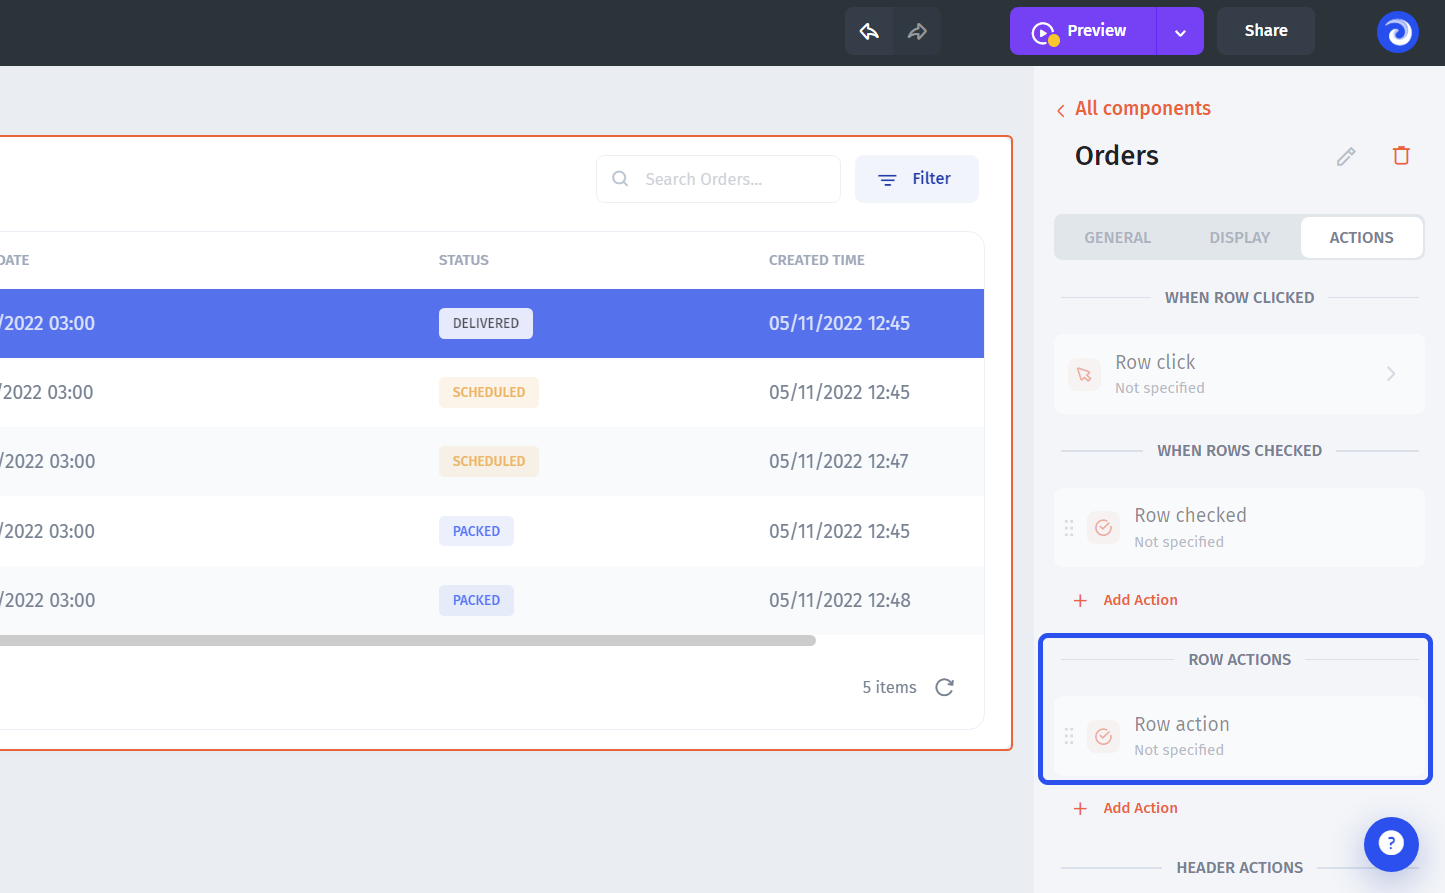 Preview
Share
All components
Orders
Search Orders...
Filter
GENERAL
DISPLAY
ACTIONS
DATE
STATUS
CREATED TIME
/2022 03:00
DELIVERED
05/11/2022 12:45
/2022 03:00
SCHEDULED
05/11/2022 12:45
/2022 03:00
SCHEDULED
05/11/2022 12:47
/2022 03:00
PACKED
05/11/2022 12:45
/2022 03:00
PACKED
05/11/2022 12:48
5 items
WHEN ROW CLICKED
Row click
Not specified
WHEN ROWS CHECKED
Row checked
Not specified
+ Add Action
ROW ACTIONS
Row action
Not specified
+ Add Action
?
HEADER ACTIONS